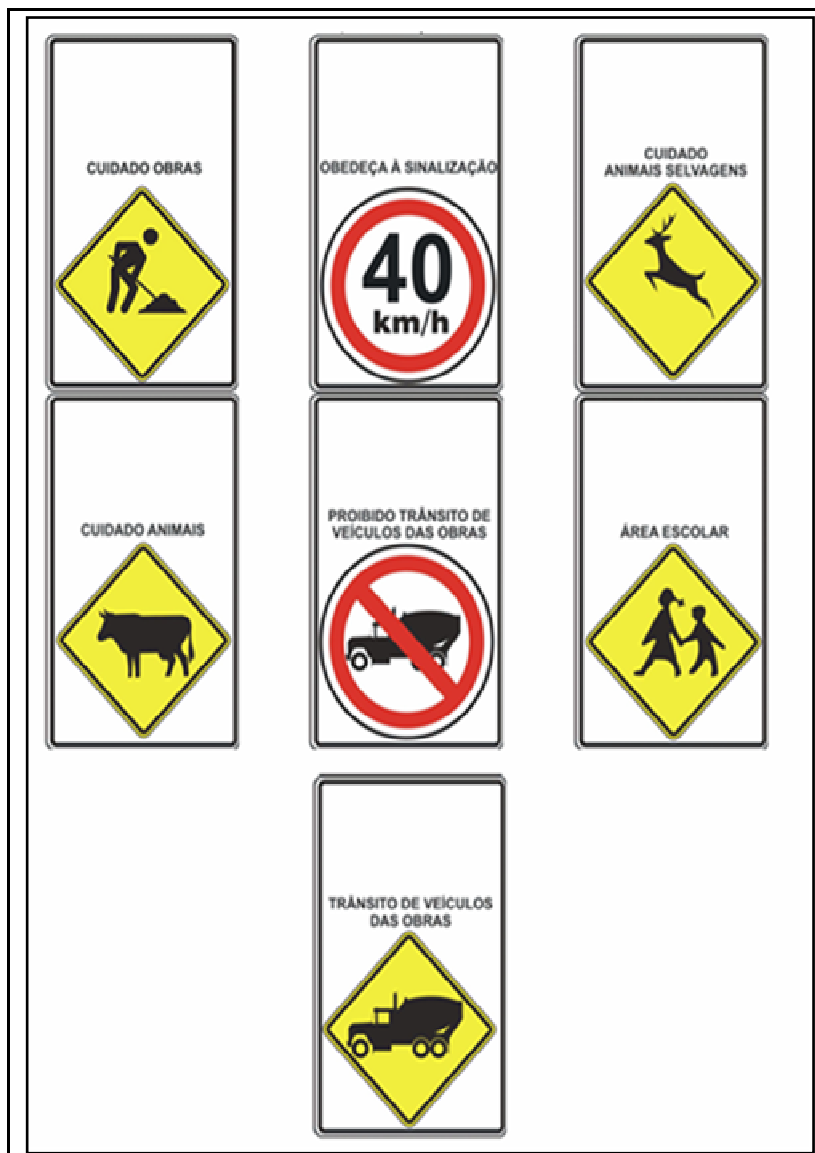 CUIDADO OBRAS
OBEDEÇA À SINALIZAÇÃO
40
km/h
CUIDADO
ANIMAIS SELVAGENS
CUIDADO ANIMAIS
PROIBIDO TRÂNSITO DE
VEÍCULOS DAS OBRAS
ÁREA ESCOLAR
TRÂNSITO DE VEÍCULOS
DAS OBRAS